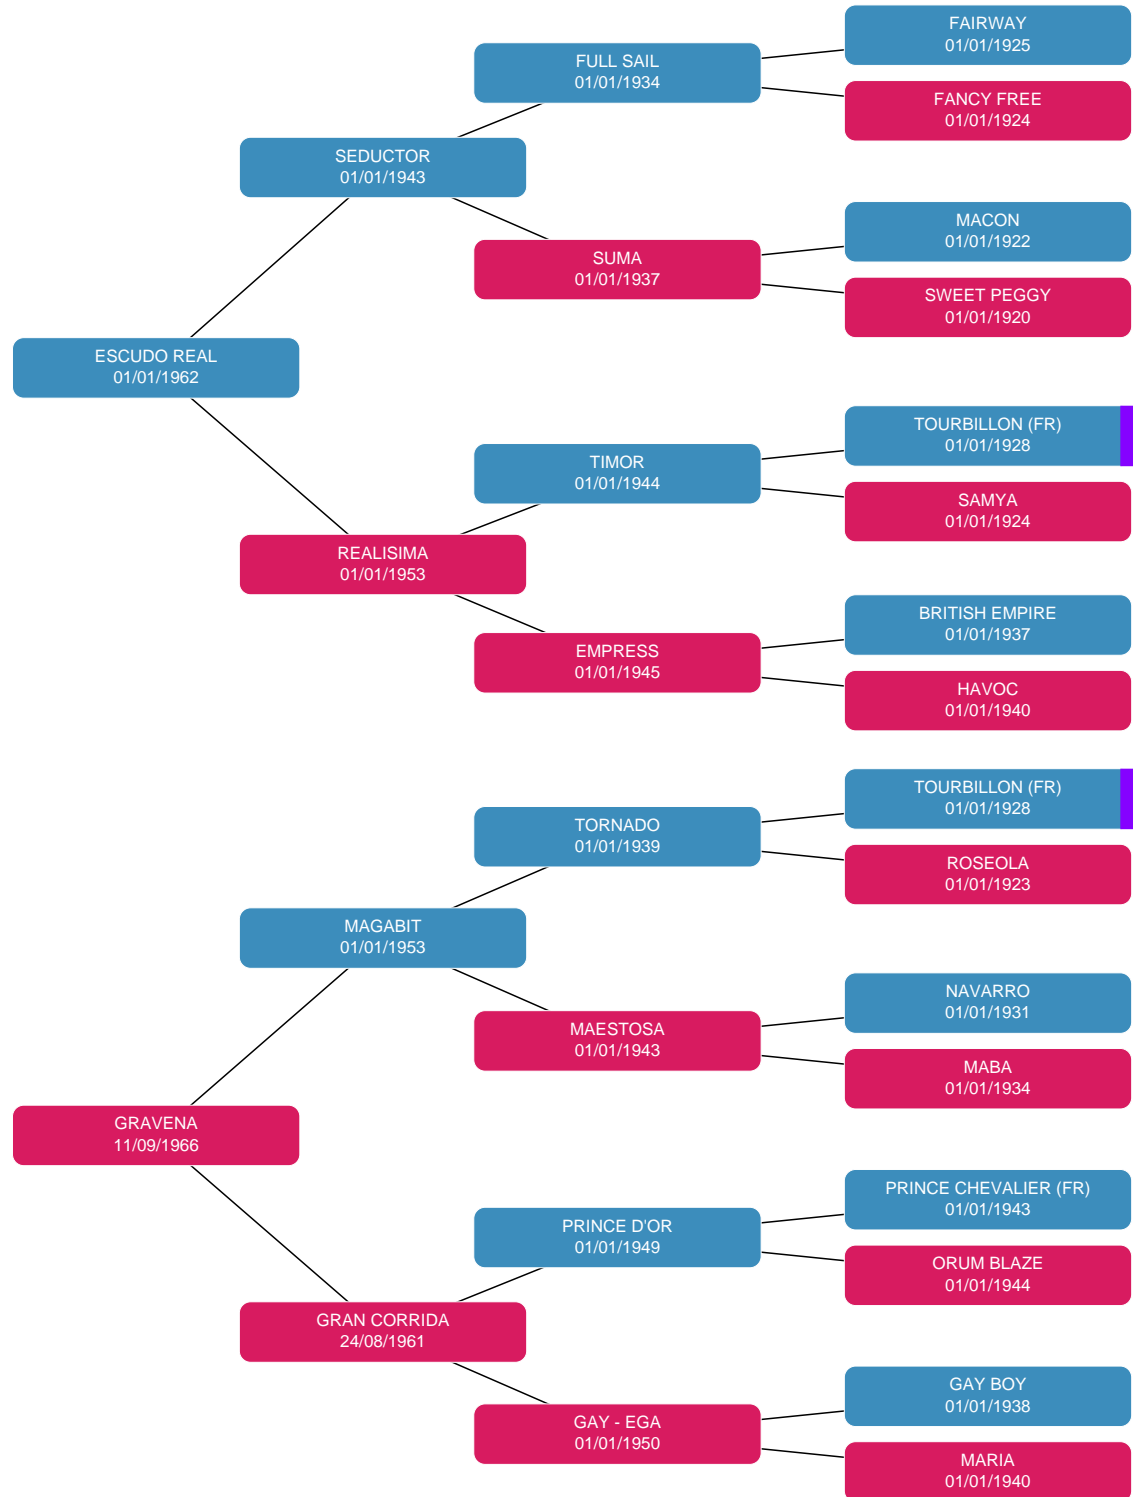 FAIRWAY
01/01/1925
FULL SAIL
01/01/1934
FANCY FREE
01/01/1924
SEDUCTOR
01/01/1943
MACON
01/01/1922
SUMA
01/01/1937
SWEET PEGGY
01/01/1920
ESCUDO REAL
01/01/1962
TOURBILLON (FR)
01/01/1928
TIMOR
01/01/1944
SAMYA
01/01/1924
REALISIMA
01/01/1953
BRITISH EMPIRE
01/01/1937
EMPRESS
01/01/1945
HAVOC
01/01/1940
TOURBILLON (FR)
01/01/1928
TORNADO
01/01/1939
ROSEOLA
01/01/1923
MAGABIT
01/01/1953
NAVARRO
01/01/1931
MAESTOSA
01/01/1943
MABA
01/01/1934
GRAVENA
11/09/1966
PRINCE CHEVALIER (FR)
01/01/1943
PRINCE D'OR
01/01/1949
ORUM BLAZE
01/01/1944
GRAN CORRIDA
24/08/1961
GAY BOY
01/01/1938
GAY - EGA
01/01/1950
MARIA
01/01/1940